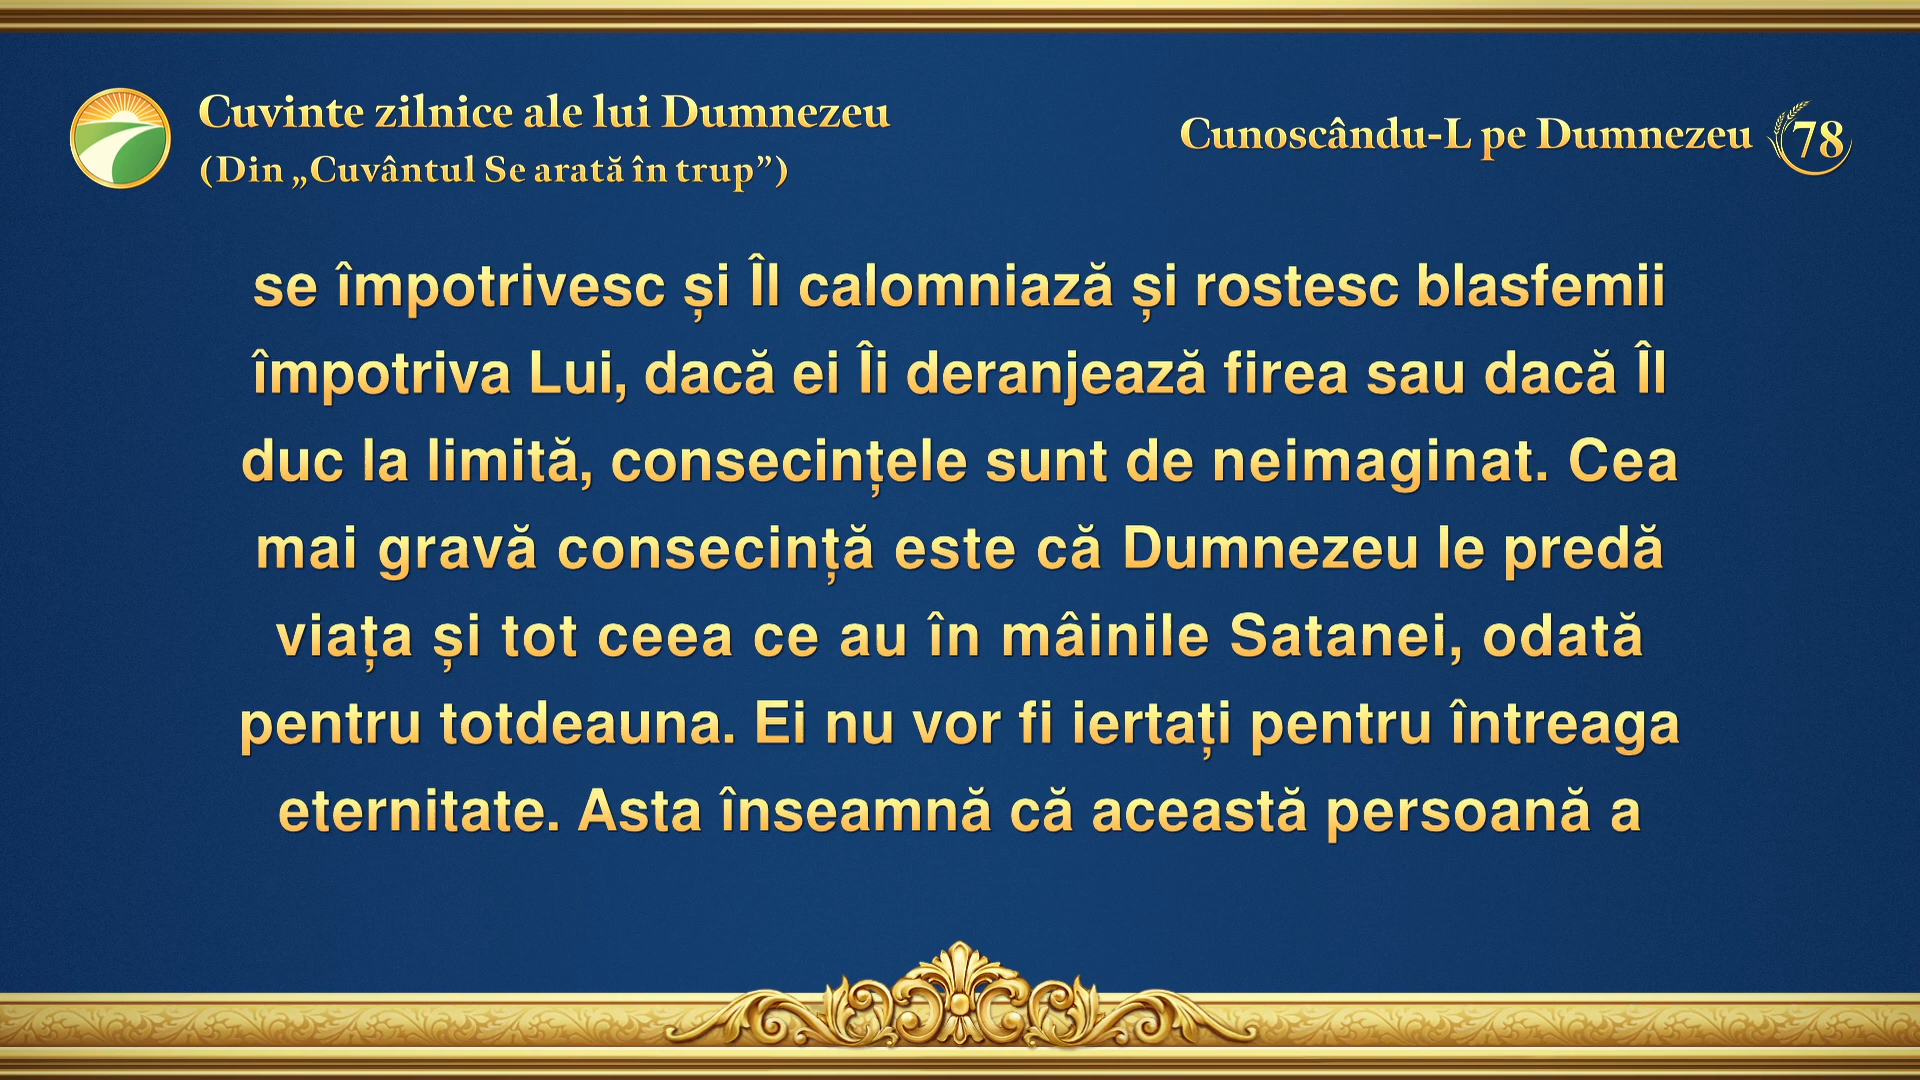 Cuvinte zilnice ale lui Dumnezeu
(Din „Cuvântul Se arată în trup”)
Cunoscându-L pe Dumnezeu 78
se împotrivesc și Îl calomniază și rostesc blasfemii
împotriva Lui, dacă ei Îi deranjează firea sau dacă Îl
duc la limită, consecințele sunt de neimaginat. Cea
mai gravă consecință este că Dumnezeu le predă
viața și tot ceea ce au în mâinile Satanei, odată
pentru totdeauna. Ei nu vor fi iertați pentru întreaga
eternitate. Asta înseamnă că această persoană a